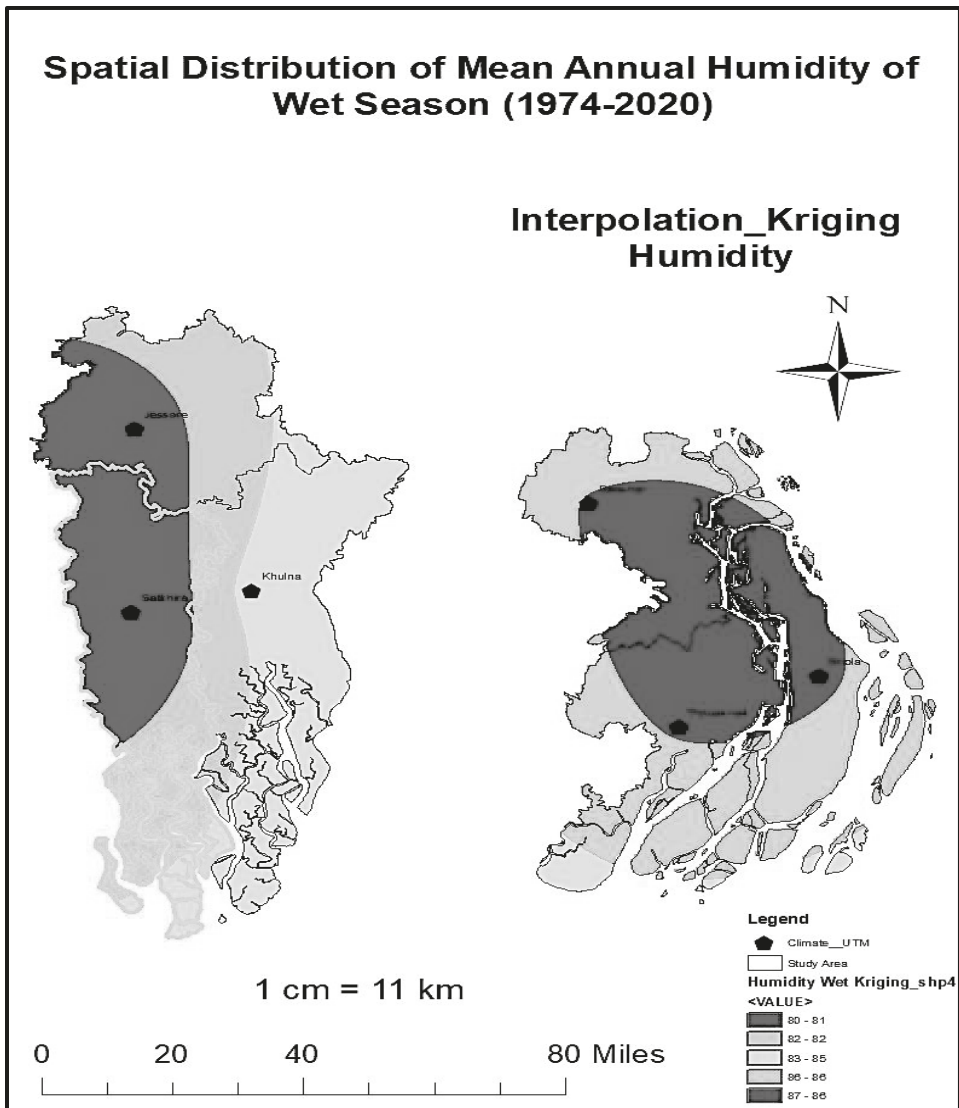 Spatial Distribution of Mean Annual Humidity of
Wet Season (1974-2020)
Interpolation_Kriging
Humidity
N
Jessore
Khulna
Satkhira
Bhola
Legend
Climate__UTM
Study Area
Humidity Wet Kriging_shp4
<VALUE>
80 - 81
82 - 82
83 - 85
86 - 86
87 - 86
1 cm = 11 km
0 20 40 80 Miles